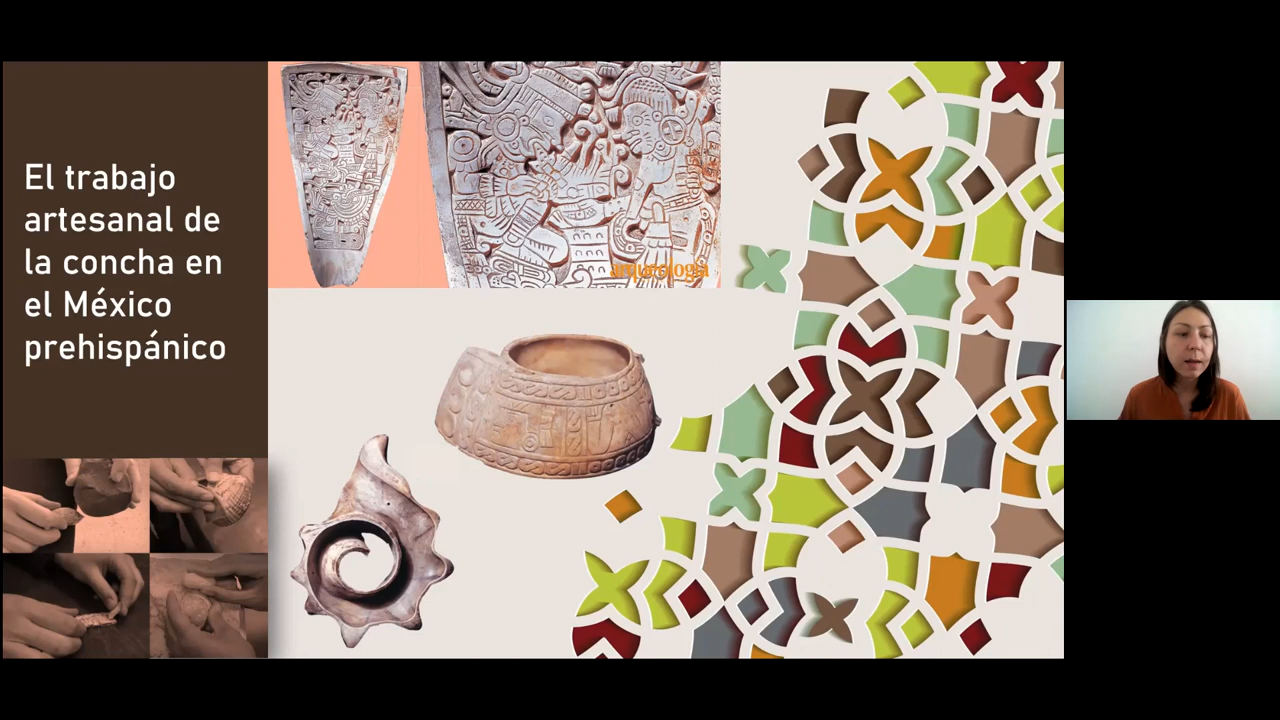 El trabajo
artesanal de
la concha en
el México
prehispánico
arqueología